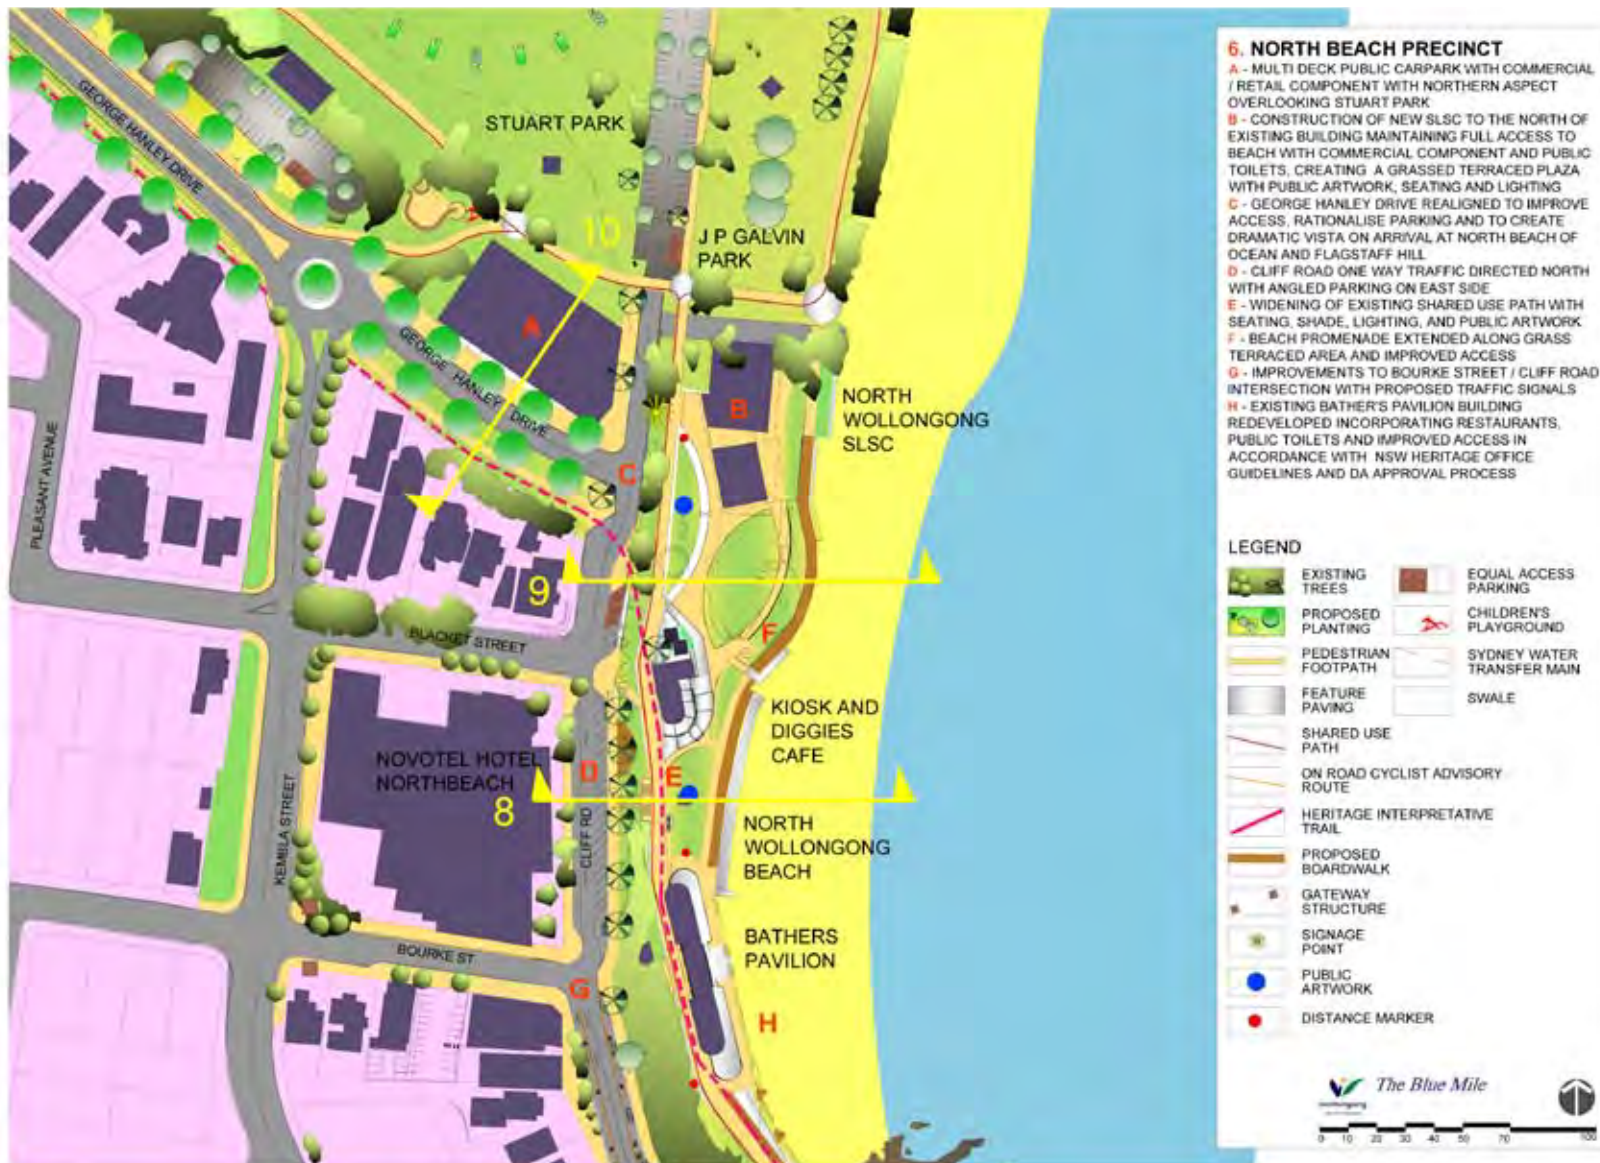 STUART PARK
GEORGE HANLEY DRIVE
10
J P GALVIN
PARK
A
GEORGE HANLEY DRIVE
B
NORTH
WOLLONGONG
SLSC
C
PLEASANT AVENUE
9
BLACKET STREET
F
KIOSK AND
DIGGIES
CAFE
NOVOTEL HOTEL
NORTHBEACH
D
E
8
KEMBLA STREET
CLIFF RD
NORTH
WOLLONGONG
BEACH
BATHERS
PAVILION
BOURKE ST
G
H
6. NORTH BEACH PRECINCT
A - MULTI DECK PUBLIC CARPARK WITH COMMERCIAL
/ RETAIL COMPONENT WITH NORTHERN ASPECT
OVERLOOKING STUART PARK
B - CONSTRUCTION OF NEW SLSC TO THE NORTH OF
EXISTING BUILDING MAINTAINING FULL ACCESS TO
BEACH WITH COMMERCIAL COMPONENT AND PUBLIC
TOILETS, CREATING A GRASSED TERRACED PLAZA
WITH PUBLIC ARTWORK, SEATING AND LIGHTING
C - GEORGE HANLEY DRIVE REALIGNED TO IMPROVE
ACCESS, RATIONALISE PARKING AND TO CREATE
DRAMATIC VISTA ON ARRIVAL AT NORTH BEACH OF
OCEAN AND FLAGSTAFF HILL
D - CLIFF ROAD ONE WAY TRAFFIC DIRECTED NORTH
WITH ANGLED PARKING ON EAST SIDE
E - WIDENING OF EXISTING SHARED USE PATH WITH
SEATING, SHADE, LIGHTING, AND PUBLIC ARTWORK
F - BEACH PROMENADE EXTENDED ALONG GRASS
TERRACED AREA AND IMPROVED ACCESS
G - IMPROVEMENTS TO BOURKE STREET / CLIFF ROAD
INTERSECTION WITH PROPOSED TRAFFIC SIGNALS
H - EXISTING BATHER'S PAVILION BUILDING
REDEVELOPED INCORPORATING RESTAURANTS,
PUBLIC TOILETS AND IMPROVED ACCESS IN
ACCORDANCE WITH NSW HERITAGE OFFICE
GUIDELINES AND DA APPROVAL PROCESS
LEGEND
EXISTING
TREES
EQUAL ACCESS
PARKING
PROPOSED
PLANTING
CHILDREN'S
PLAYGROUND
PEDESTRIAN
FOOTPATH
SYDNEY WATER
TRANSFER MAIN
FEATURE
PAVING
SWALE
SHARED USE
PATH
ON ROAD CYCLIST ADVISORY
ROUTE
HERITAGE INTERPRETATIVE
TRAIL
PROPOSED
BOARDWALK
GATEWAY
STRUCTURE
SIGNAGE
POINT
PUBLIC
ARTWORK
DISTANCE MARKER
The Blue Mile
0 10 20 30 40 50 70 100